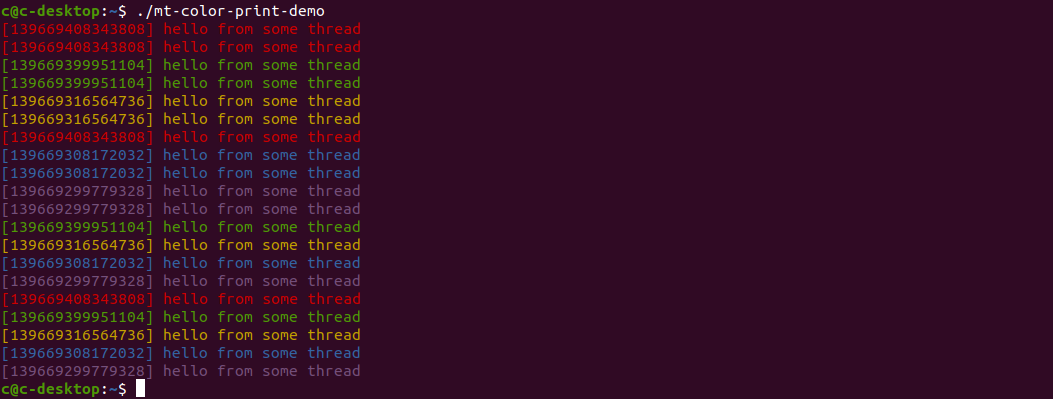 c@c-desktop:~$ ./mt-color-print-demo
[139669408343808] hello from some thread
[139669408343808] hello from some thread
[139669399951104] hello from some thread
[139669399951104] hello from some thread
[139669316564736] hello from some thread
[139669316564736] hello from some thread
[139669408343808] hello from some thread
[139669308172032] hello from some thread
[139669308172032] hello from some thread
[139669299779328] hello from some thread
[139669299779328] hello from some thread
[139669399951104] hello from some thread
[139669316564736] hello from some thread
[139669308172032] hello from some thread
[139669299779328] hello from some thread
[139669408343808] hello from some thread
[139669399951104] hello from some thread
[139669316564736] hello from some thread
[139669308172032] hello from some thread
[139669299779328] hello from some thread
c@c-desktop:~$